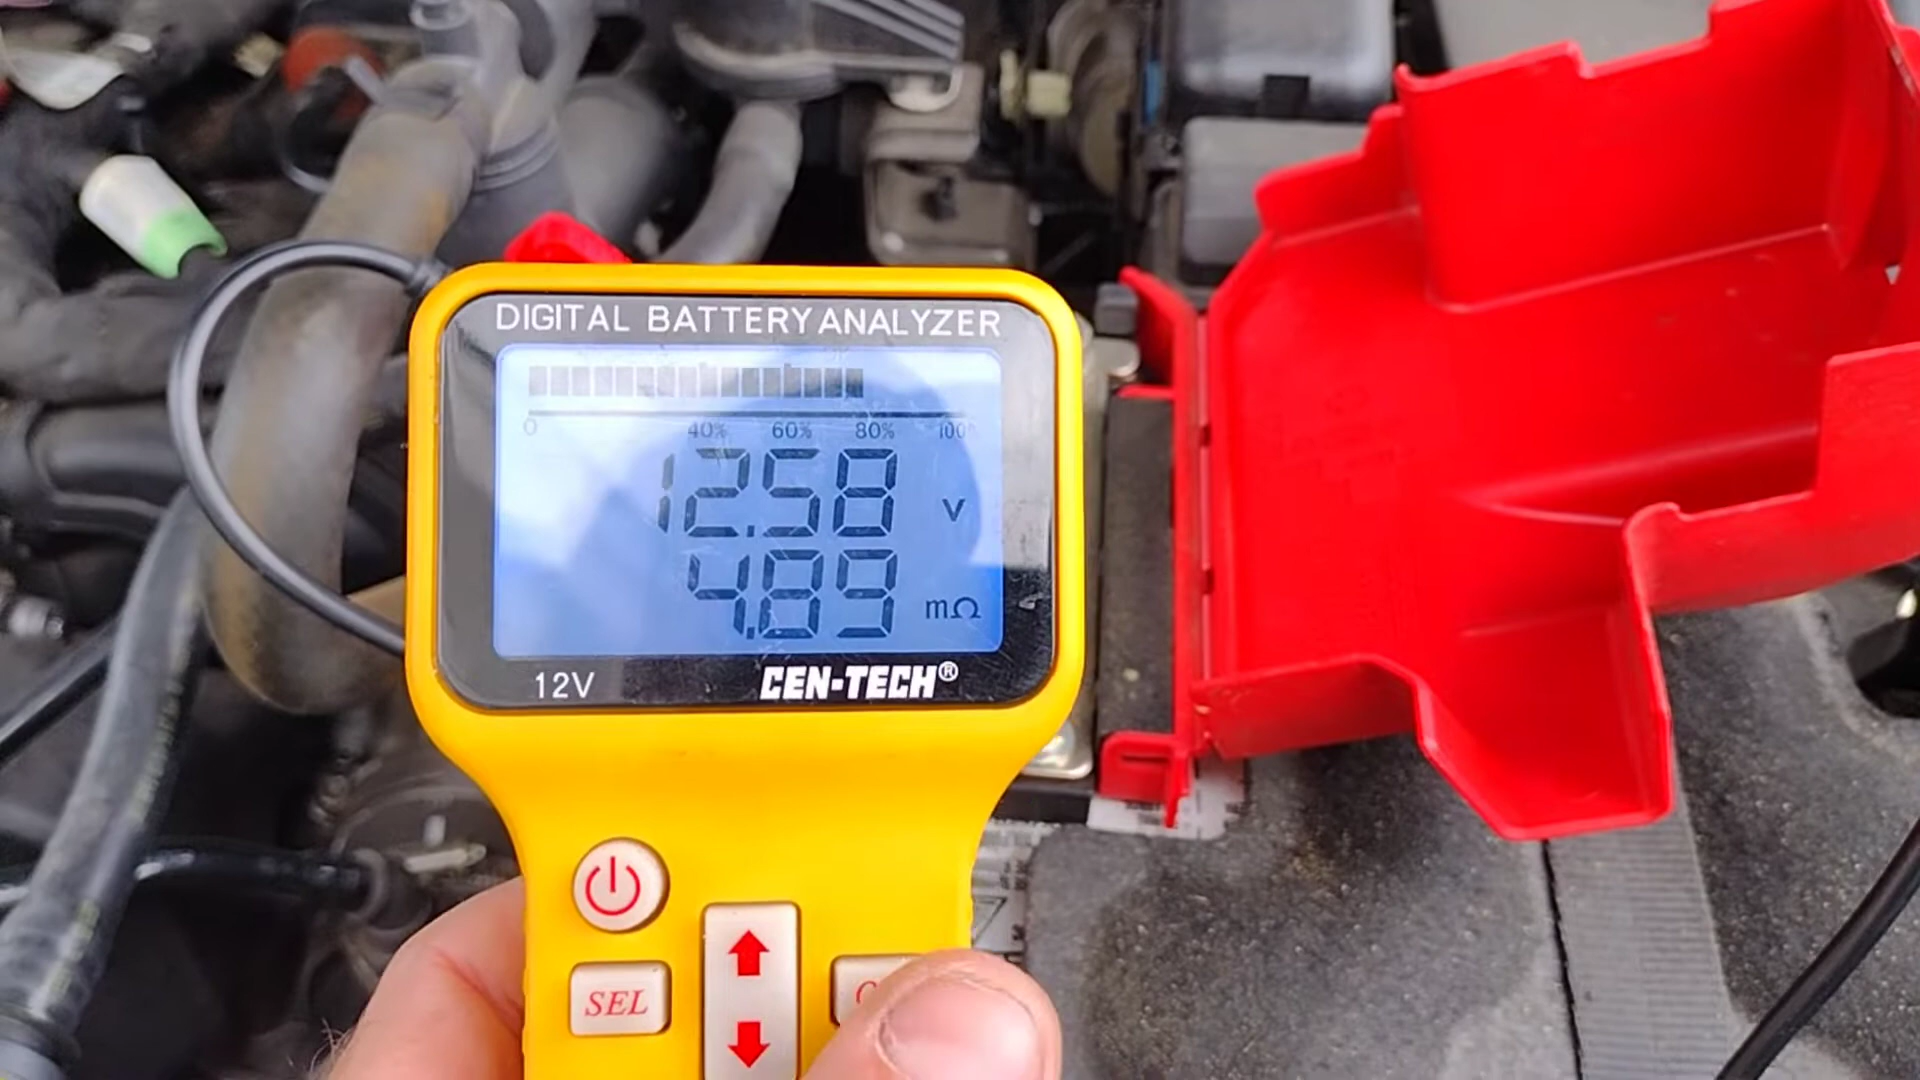 DIGITAL BATTERY ANALYZER
0 40% 60% 80% 100
12.58 V
4.89 mΩ
12V CEN-TECH®
SEL